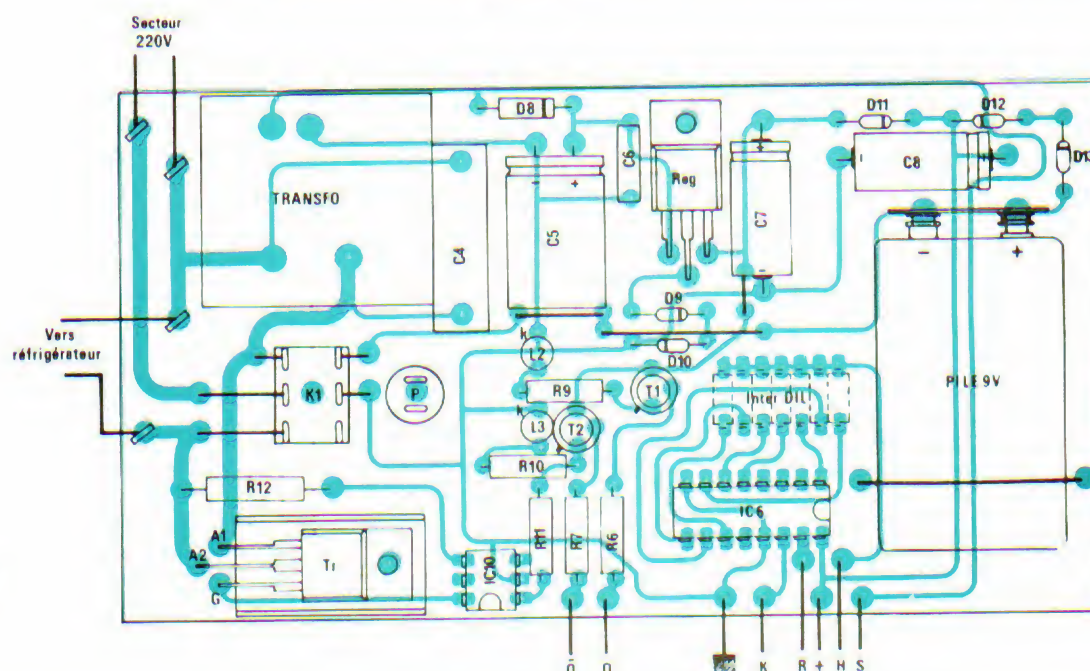 Secteur
220V
D8
D11
D12
D13
C6
Reg
C7
C8
- +
TRANSFO
C4
C5
- +
D9
D10
Vers
réfrigérateur
k
L2
K1
P
R9
T1
Inter DIL
PILE 9V
k
L3
T2
R10
R12
IC6
A1
A2
G
Tr
IC10
R11
R7
R6
Q̄ Q K R + H S